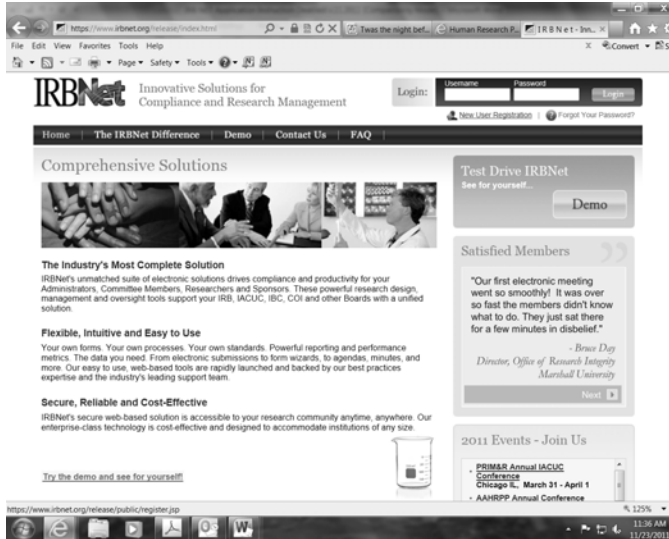 https://www.irbnet.org/release/index.html
Twas the night bef...
Human Research P...
I R B N e t - Inn...
File Edit View Favorites Tools Help
X Convert
Page Safety Tools
IRBNet
Innovative Solutions for
Compliance and Research Management
Login:
Username Password
Login
New User Registration | Forgot Your Password?
Home | The IRBNet Difference | Demo | Contact Us | FAQ |
Comprehensive Solutions
The Industry's Most Complete Solution
IRBNet's unmatched suite of electronic solutions drives compliance and productivity for your
Administrators, Committee Members, Researchers and Sponsors. These powerful research design,
management and oversight tools support your IRB, IACUC, IBC, COI and other Boards with a unified
solution.
Flexible, Intuitive and Easy to Use
Your own forms. Your own processes. Your own standards. Powerful reporting and performance
metrics. The data you need. From electronic submissions to form wizards, to agendas, minutes, and
more. Our easy to use, web-based tools are rapidly launched and backed by our best practices
expertise and the industry's leading support team.
Secure, Reliable and Cost-Effective
IRBNet's secure web-based solution is accessible to your research community anytime, anywhere. Our
enterprise-class technology is cost-effective and designed to accommodate institutions of any size.
Try the demo and see for yourself!
Test Drive IRBNet
See for yourself...
Demo
Satisfied Members
"Our first electronic meeting
went so smoothly! It was over
so fast the members didn't know
what to do. They just sat there
for a few minutes in disbelief."
- Bruce Day
Director, Office of Research Integrity
Marshall University
Next
2011 Events - Join Us
PRIM&R Annual IACUC
Conference
Chicago IL, March 31 - April 1
AAHRPP Annual Conference
https://www.irbnet.org/release/public/register.jsp
125%
11:36 AM
11/23/2011